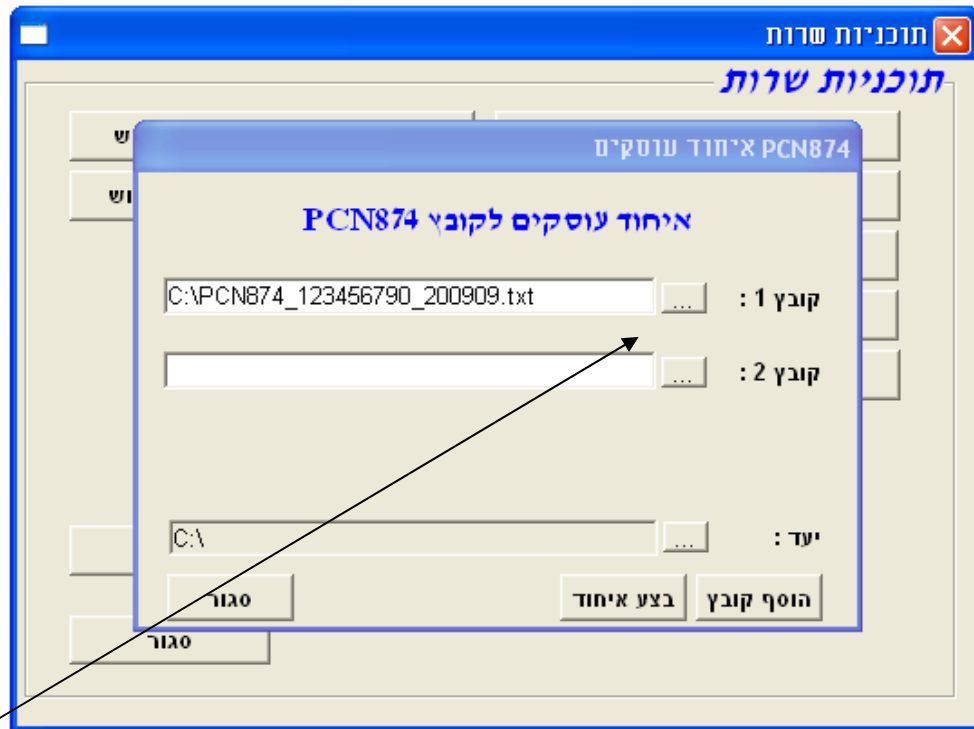 תוכניות שרות
תוכניות שרות
ש
וש
PCN874 איחוד עוסקים
איחוד עוסקים לקובץ PCN874
קובץ 1 : ... C:\PCN874_123456790_200909.txt
קובץ 2 : ...
יעד : ... C:\
הוסף קובץ בצע איחוד סגור
סגור